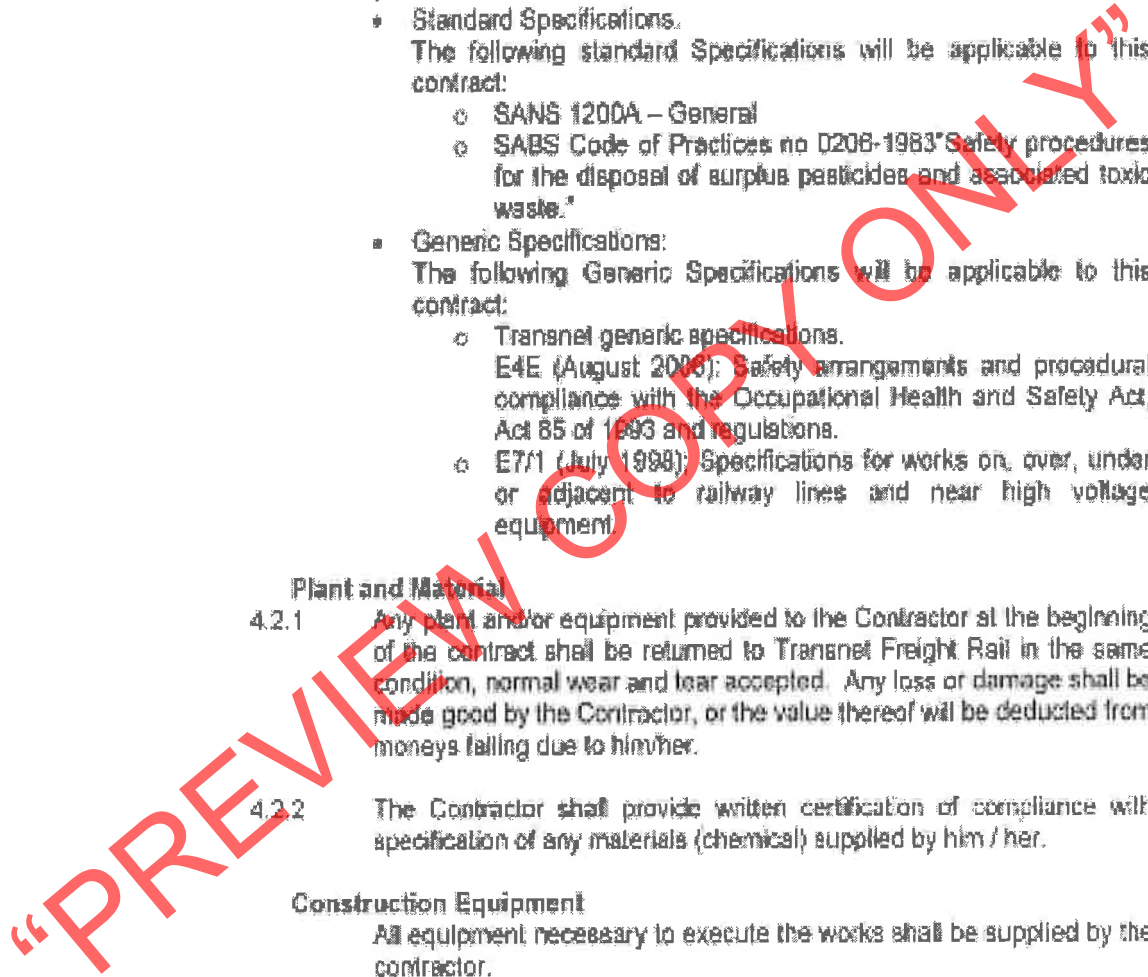 • Standard Specifications.
The following standard Specifications will be applicable to this
contract:
o SANS 1200A – General
o SABS Code of Practices no 0206-1983"Safety procedures
for the disposal of surplus pesticides and associated toxic
waste."
• Generic Specifications:
The following Generic Specifications will be applicable to this
contract:
o Transnet generic specifications.
E4E (August 2006): Safety arrangements and procedural
compliance with the Occupational Health and Safety Act,
Act 85 of 1993 and regulations.
o E7/1 (July 1998): Specifications for works on, over, under
or adjacent to railway lines and near high voltage
equipment.
Plant and Material
4.2.1 Any plant and/or equipment provided to the Contractor at the beginning
of the contract shall be returned to Transnet Freight Rail in the same
condition, normal wear and tear accepted. Any loss or damage shall be
made good by the Contractor, or the value thereof will be deducted from
moneys falling due to him/her.
4.2.2 The Contractor shall provide written certification of compliance with
specification of any materials (chemical) supplied by him / her.
Construction Equipment
All equipment necessary to execute the works shall be supplied by the
contractor.
“PREVIEW COPY ONLY”